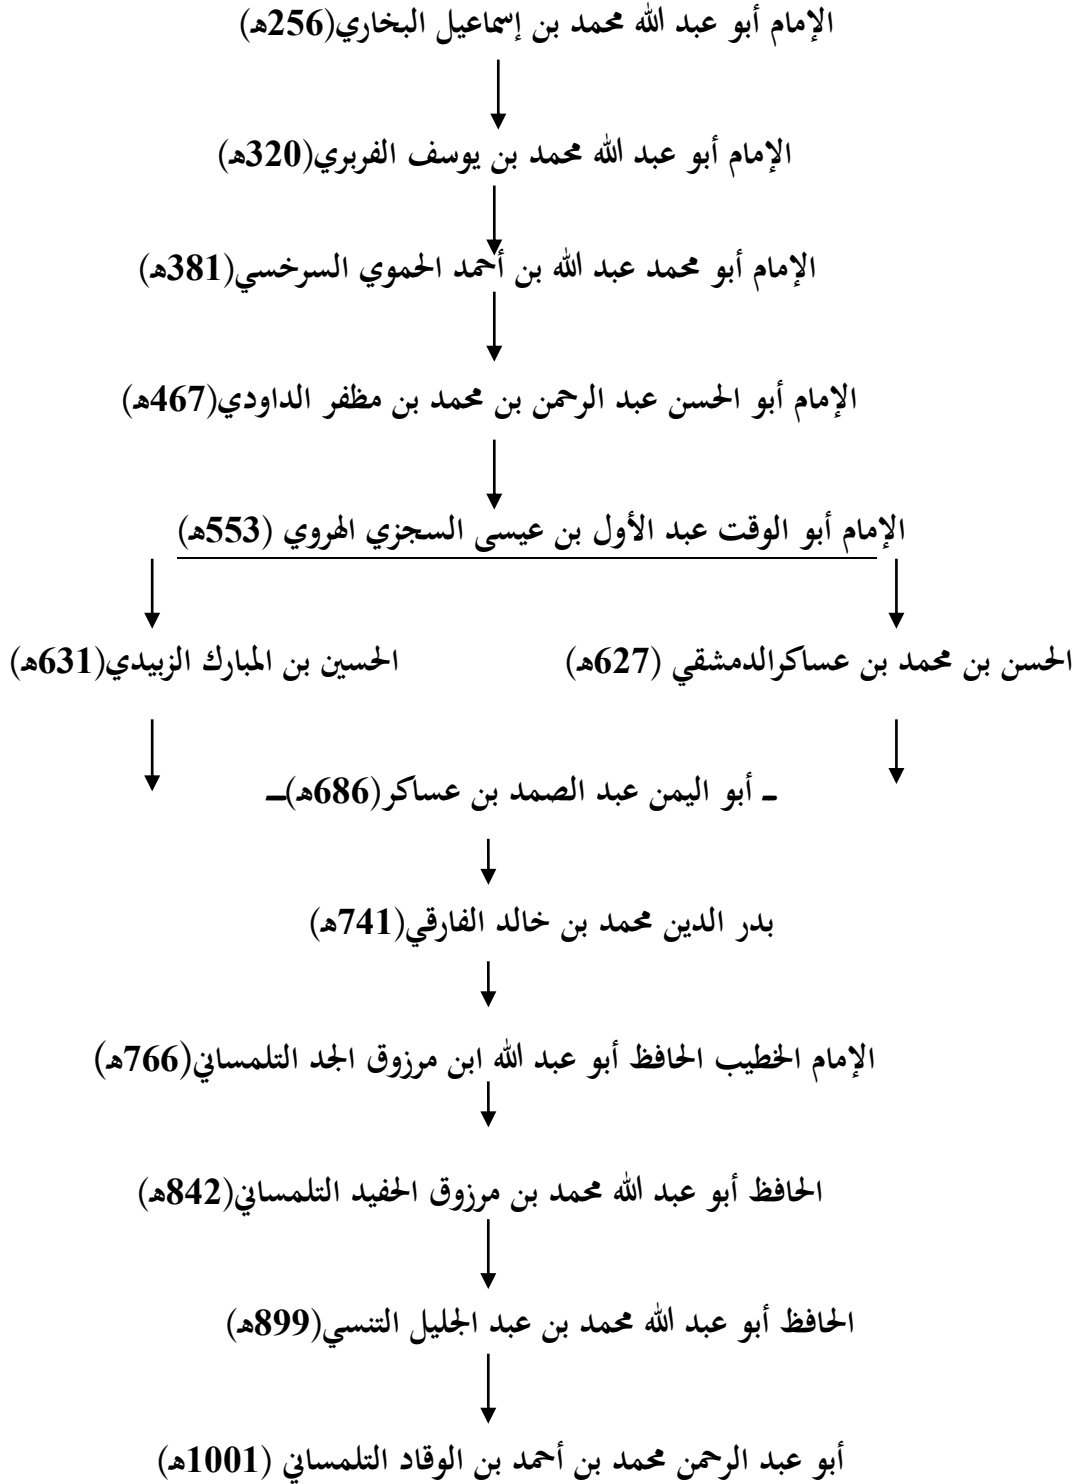 الإمام أبو عبد الله محمد بن إسماعيل البخاري(256هـ)
الإمام أبو عبد الله محمد بن يوسف الفربري(320هـ)
الإمام أبو محمد عبد الله بن أحمد الحموي السرخسي(381هـ)
الإمام أبو الحسن عبد الرحمن بن محمد بن مظفر الداودي(467هـ)
الإمام أبو الوقت عبد الأول بن عيسى السجزي الهروي (553هـ)
الحسن بن محمد بن عساكرالدمشقي (627هـ) الحسين بن المبارك الزبيدي(631هـ)
ـ أبو اليمن عبد الصمد بن عساكر(686هـ)ــ
بدر الدين محمد بن خالد الفارقي(741هـ)
الإمام الخطيب الحافظ أبو عبد الله ابن مرزوق الجد التلمساني(766هـ)
الحافظ أبو عبد الله محمد بن مرزوق الحفيد التلمساني(842هـ)
الحافظ أبو عبد الله محمد بن عبد الجليل التنسي(899هـ)
أبو عبد الرحمن محمد بن أحمد بن الوقاد التلمساني (1001هـ)